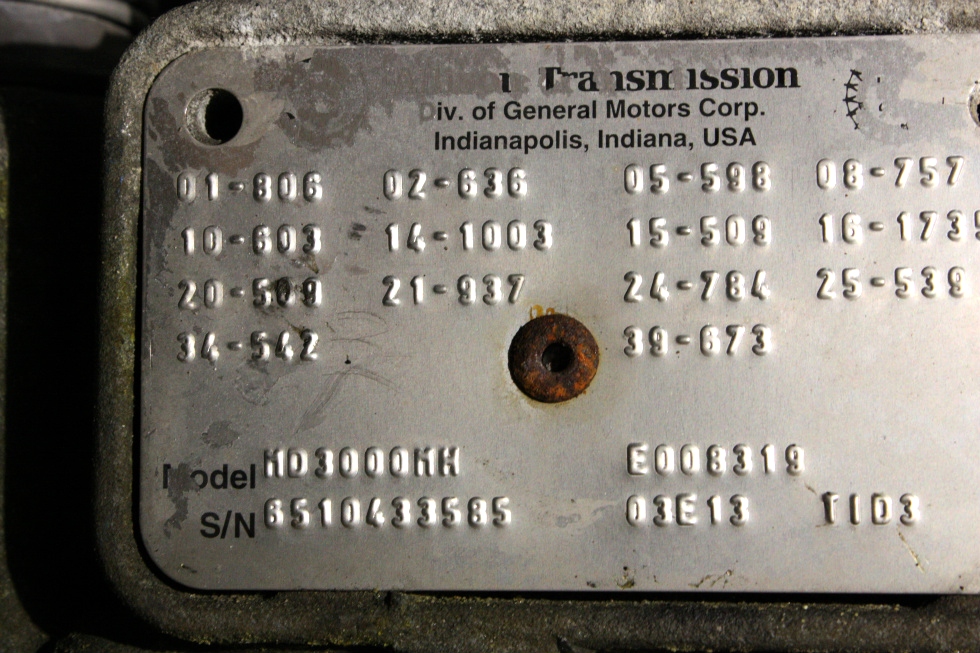 Transmission
Div. of General Motors Corp.
Indianapolis, Indiana, USA
01-806 02-636 05-598 08-757
10-603 14-1003 15-509 16-1735
20-509 21-937 24-784 25-539
34-542 39-673
Model MD3000MH E008319
S/N 6510433585 03E13 TID3